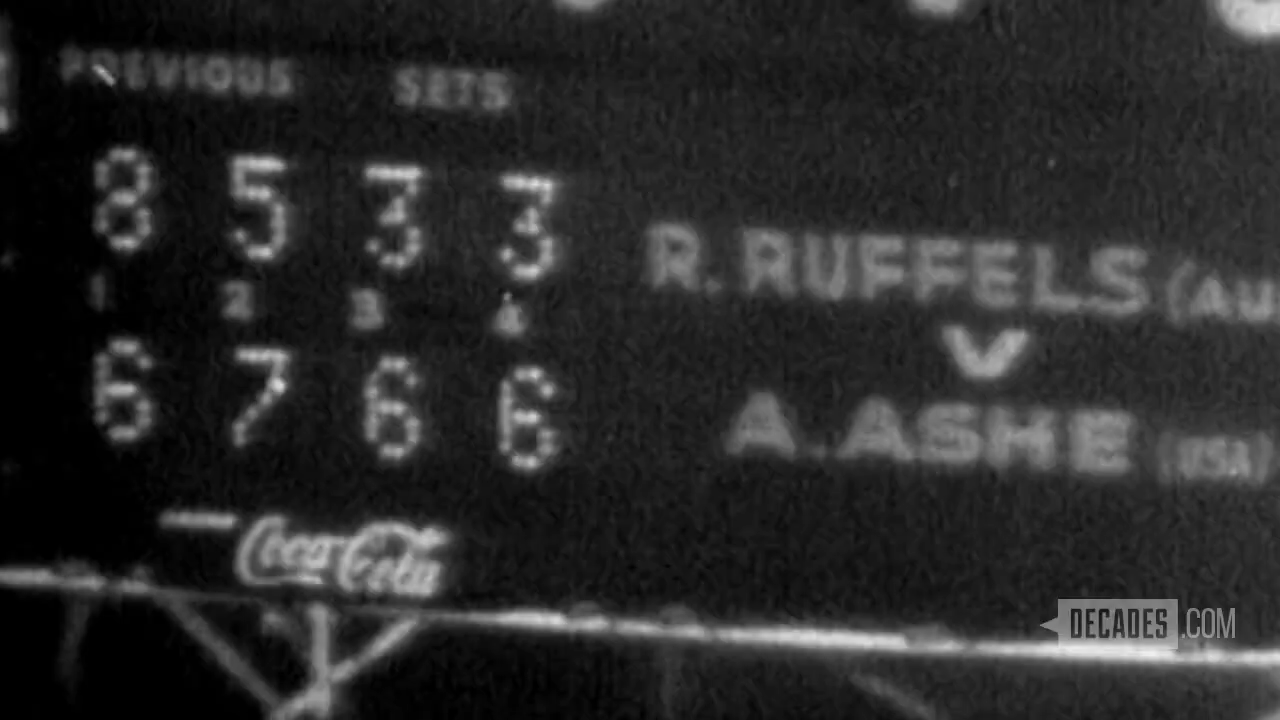 PREVIOUS SETS
8 5 3 3
R. RUFFELS (AU
1 2 3 4
V
6 7 6 6
A. ASHE (USA)
Coca-Cola
DECADES.COM